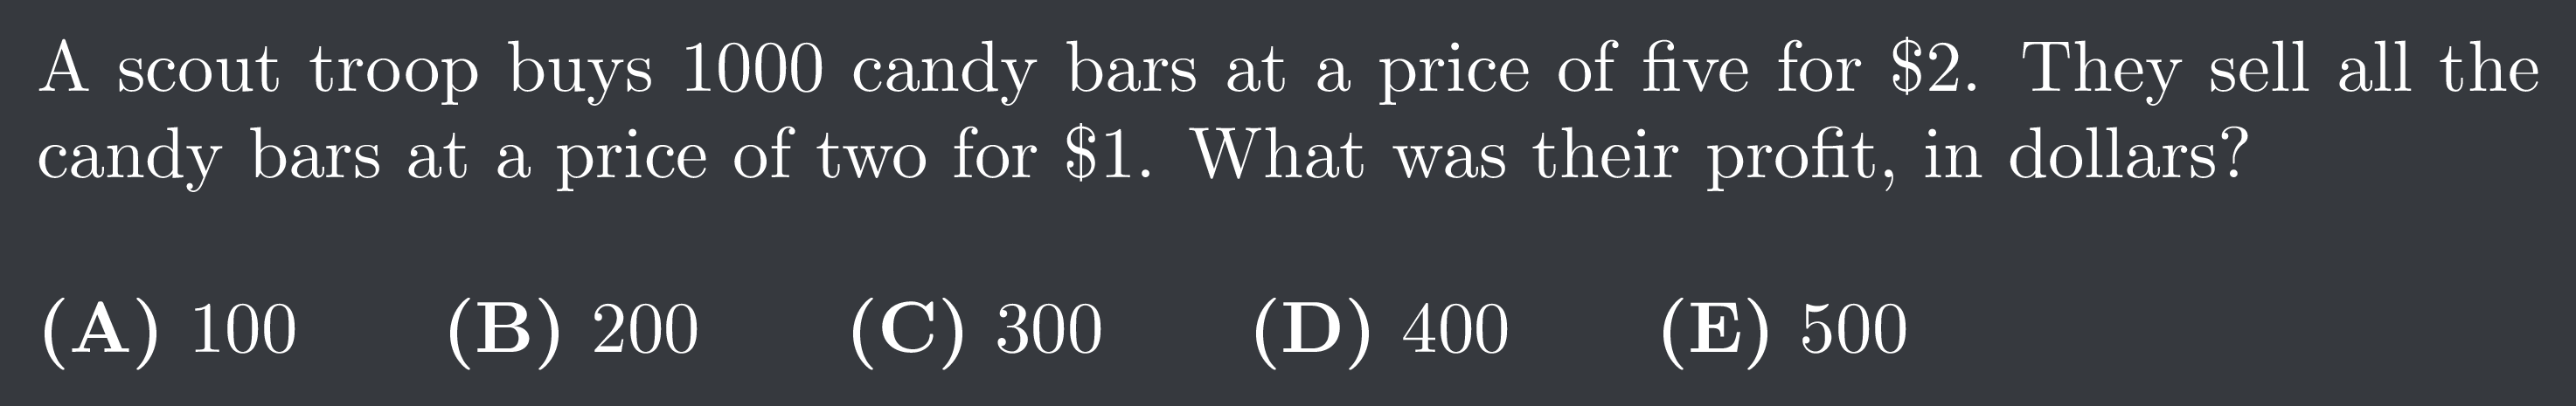 A scout troop buys 1000 candy bars at a price of five for $2. They sell all the
candy bars at a price of two for $1. What was their profit, in dollars?
(A) 100 (B) 200 (C) 300 (D) 400 (E) 500